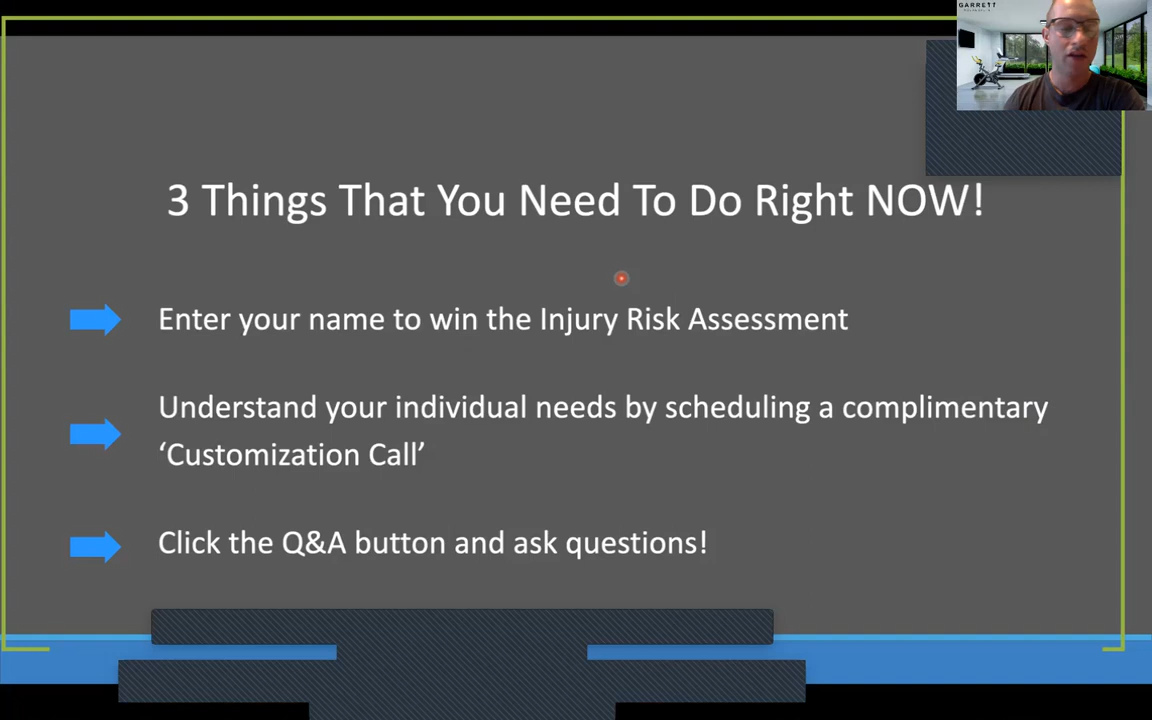 GARRETT
3 Things That You Need To Do Right NOW!
Enter your name to win the Injury Risk Assessment
Understand your individual needs by scheduling a complimentary
‘Customization Call’
Click the Q&A button and ask questions!